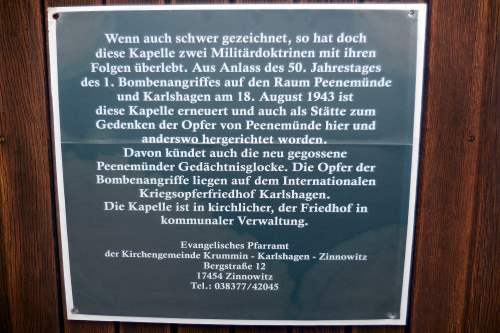 Wenn auch schwer gezeichnet, so hat doch
diese Kapelle zwei Militärdoktrinen mit ihren
Folgen überlebt. Aus Anlass des 50. Jahrestages
des 1. Bombenangriffes auf den Raum Peenemünde
und Karlshagen am 18. August 1943 ist
diese Kapelle erneuert und auch als Stätte zum
Gedenken der Opfer von Peenemünde hier und
anderswo hergerichtet worden.
Davon kündet auch die neu gegossene
Peenemünder Gedächtnisglocke. Die Opfer der
Bombenangriffe liegen auf dem Internationalen
Kriegsopferfriedhof Karlshagen.
Die Kapelle ist in kirchlicher, der Friedhof in
kommunaler Verwaltung.
Evangelisches Pfarramt
der Kirchengemeinde Krummin - Karlshagen - Zinnowitz
Bergstraße 12
17454 Zinnowitz
Tel.: 038377/42045